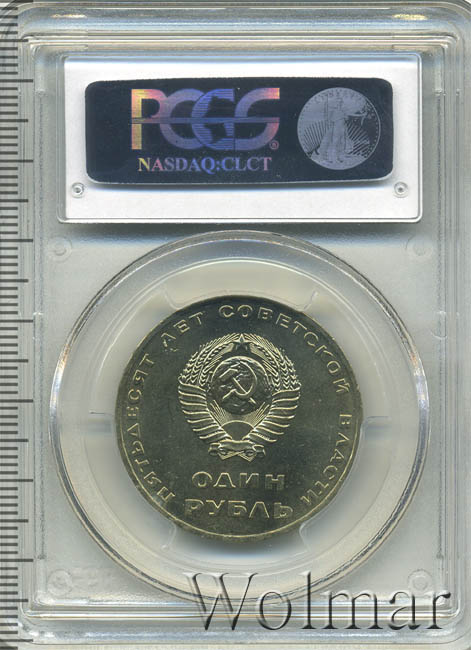 PCGS
®
NASDAQ:CLCT
ПЯТЬДЕСЯТ ЛЕТ СОВЕТСКОЙ ВЛАСТИ
ОДИН
РУБЛЬ
Wolmar